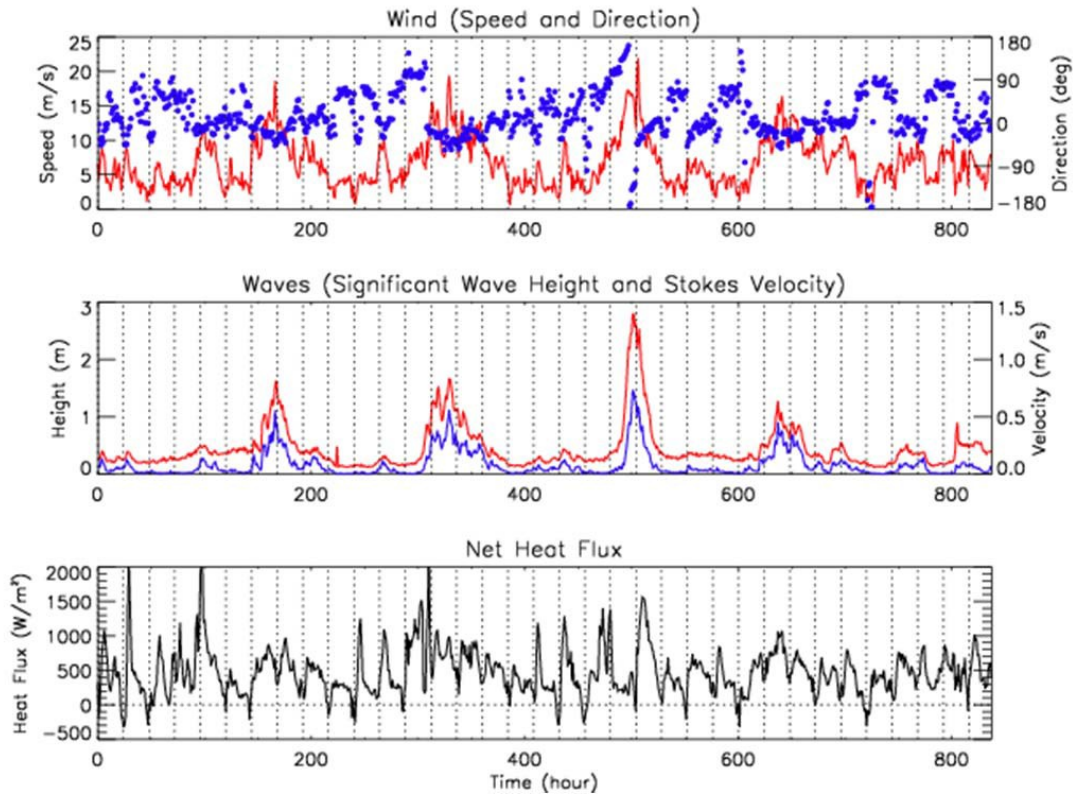 Wind (Speed and Direction)
Speed (m/s)
25
20
15
10
5
0
180
90
0
−90
−180
Direction (deg)
0 200 400 600 800
Waves (Significant Wave Height and Stokes Velocity)
Height (m)
3
2
1
0
1.5
1.0
0.5
0.0
Velocity (m/s)
0 200 400 600 800
Net Heat Flux
Heat Flux (W/m²)
2000
1500
1000
500
0
−500
0 200 400 600 800
Time (hour)